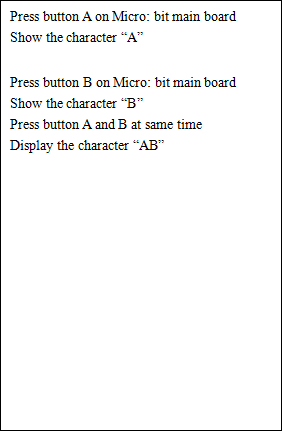 Press button A on Micro: bit main board
Show the character “A”
Press button B on Micro: bit main board
Show the character “B”
Press button A and B at same time
Display the character “AB”